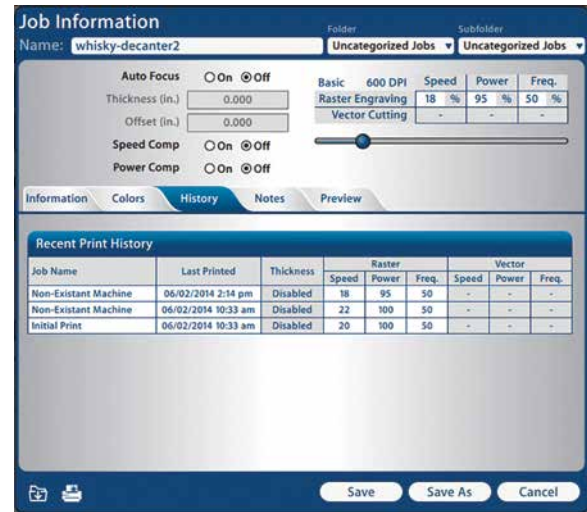 Job Information
Folder Subfolder
Name: whisky-decanter2 Uncategorized Jobs Uncategorized Jobs
Auto Focus On Off
Thickness (in.) 0.000
Offset (in.) 0.000
Speed Comp On Off
Power Comp On Off
Basic 600 DPI Speed Power Freq.
Raster Engraving 18 % 95 % 50 %
Vector Cutting - - -
Information Colors History Notes Preview
Recent Print History
Job Name Last Printed Thickness Raster Vector
Speed Power Freq. Speed Power Freq.
Non-Existant Machine 06/02/2014 2:14 pm Disabled 18 95 50 - - -
Non-Existant Machine 06/02/2014 10:33 am Disabled 22 100 50 - - -
Initial Print 06/02/2014 10:33 am Disabled 20 100 50 - - -
Save Save As Cancel